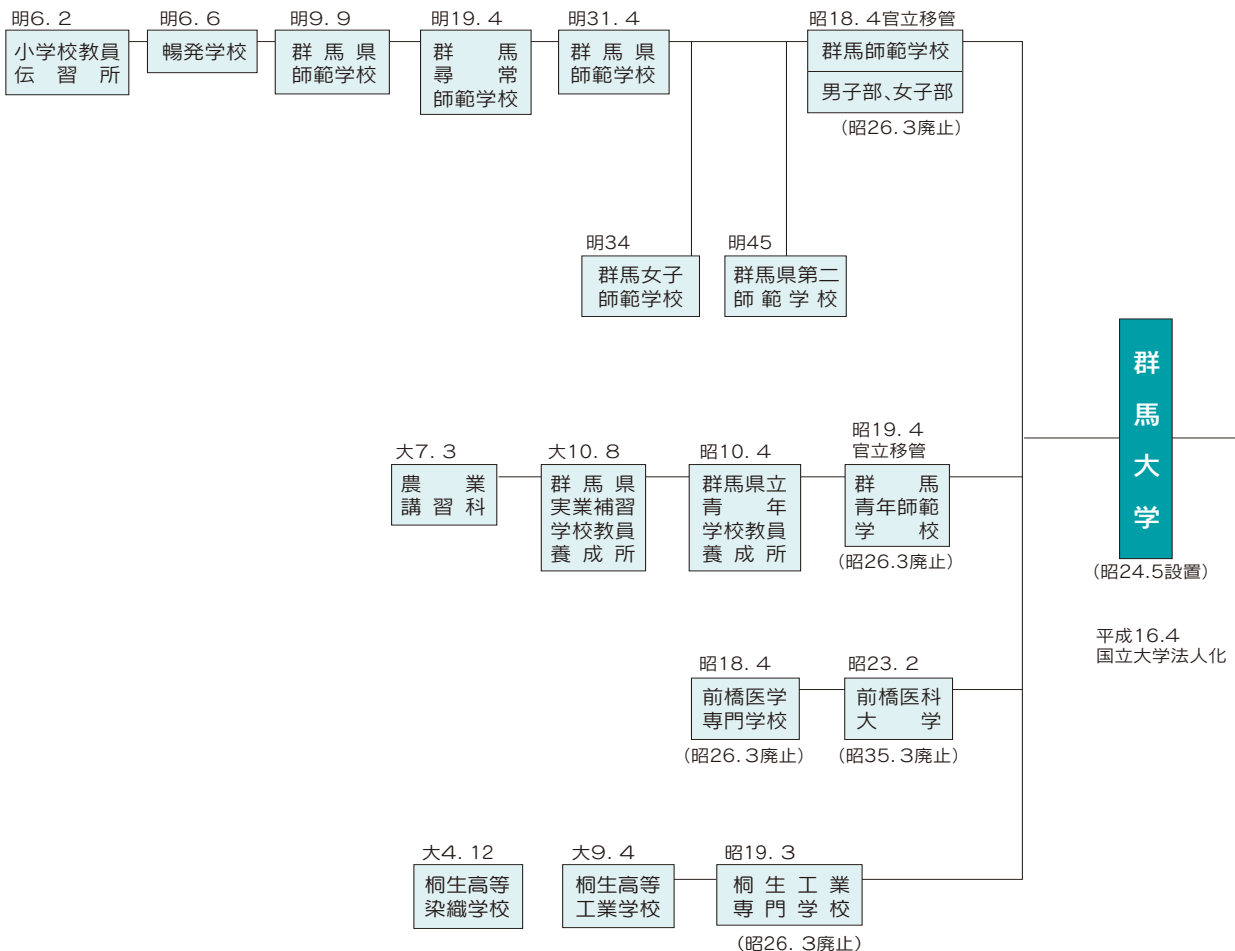 明6. 2
小学校教員
伝習所
明6. 6
暢発学校
明9. 9
群馬県
師範学校
明19. 4
群馬
尋常
師範学校
明31. 4
群馬県
師範学校
昭18. 4官立移管
群馬師範学校
男子部、女子部
(昭26. 3廃止)
明34
群馬女子
師範学校
明45
群馬県第二
師範学校
大7. 3
農業
講習科
大10. 8
群馬県
実業補習
学校教員
養成所
昭10. 4
群馬県立
青年
学校教員
養成所
昭19. 4
官立移管
群馬
青年師範
学校
(昭26.3廃止)
昭18. 4
前橋医学
専門学校
(昭26. 3廃止)
昭23. 2
前橋医科
大学
(昭35. 3廃止)
大4. 12
桐生高等
染織学校
大9. 4
桐生高等
工業学校
昭19. 3
桐生工業
専門学校
(昭26. 3廃止)
群馬大学
(昭24.5設置)
平成16.4
国立大学法人化